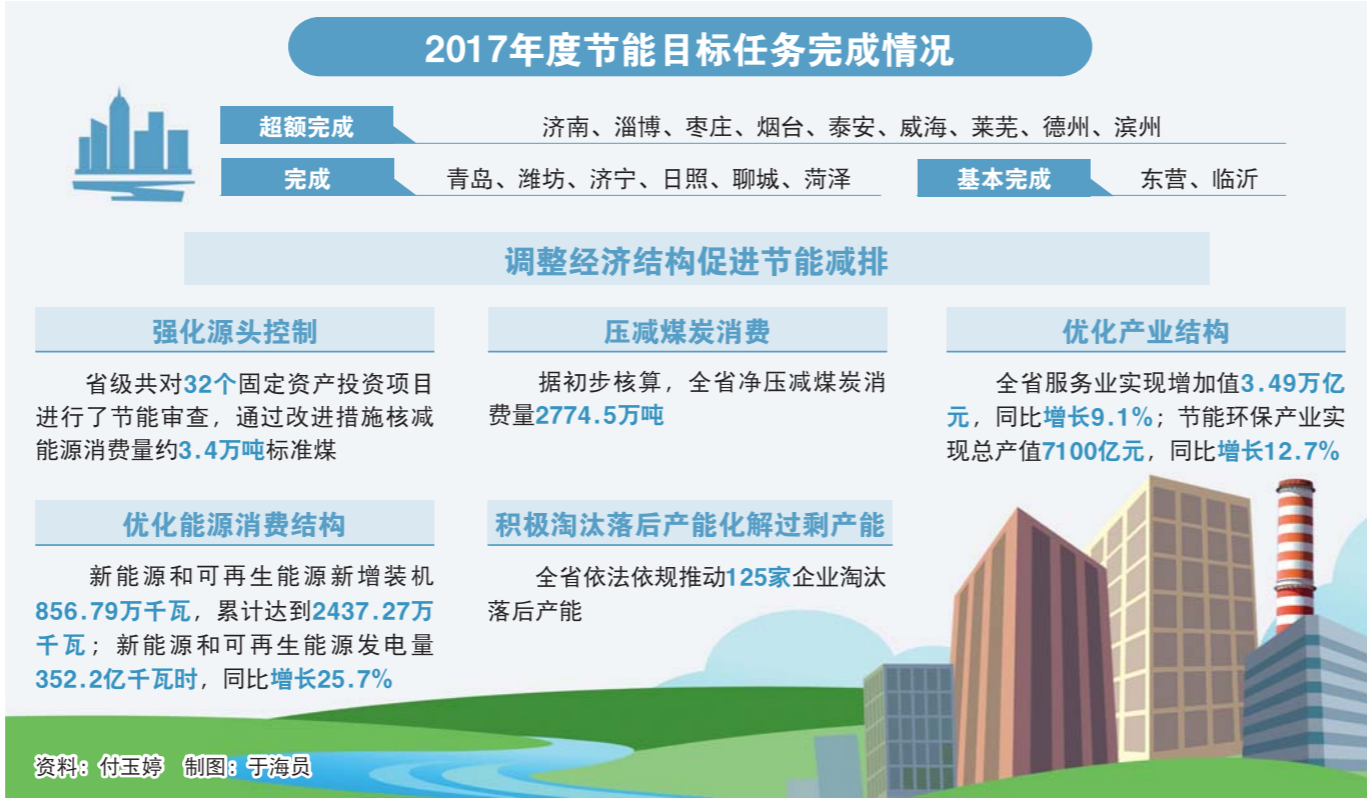 2017年度节能目标任务完成情况
超额完成
济南、淄博、枣庄、烟台、泰安、威海、莱芜、德州、滨州
完成
青岛、潍坊、济宁、日照、聊城、菏泽
基本完成
东营、临沂
调整经济结构促进节能减排
强化源头控制
省级共对32个固定资产投资项目
进行了节能审查，通过改进措施核减
能源消费量约3.4万吨标准煤
压减煤炭消费
据初步核算，全省净压减煤炭消
费量2774.5万吨
优化产业结构
全省服务业实现增加值3.49万亿
元，同比增长9.1%；节能环保产业实
现总产值7100亿元，同比增长12.7%
优化能源消费结构
新能源和可再生能源新增装机
856.79万千瓦，累计达到2437.27万
千瓦；新能源和可再生能源发电量
352.2亿千瓦时，同比增长25.7%
积极淘汰落后产能化解过剩产能
全省依法依规推动125家企业淘汰
落后产能
资料：付玉婷 制图：于海员